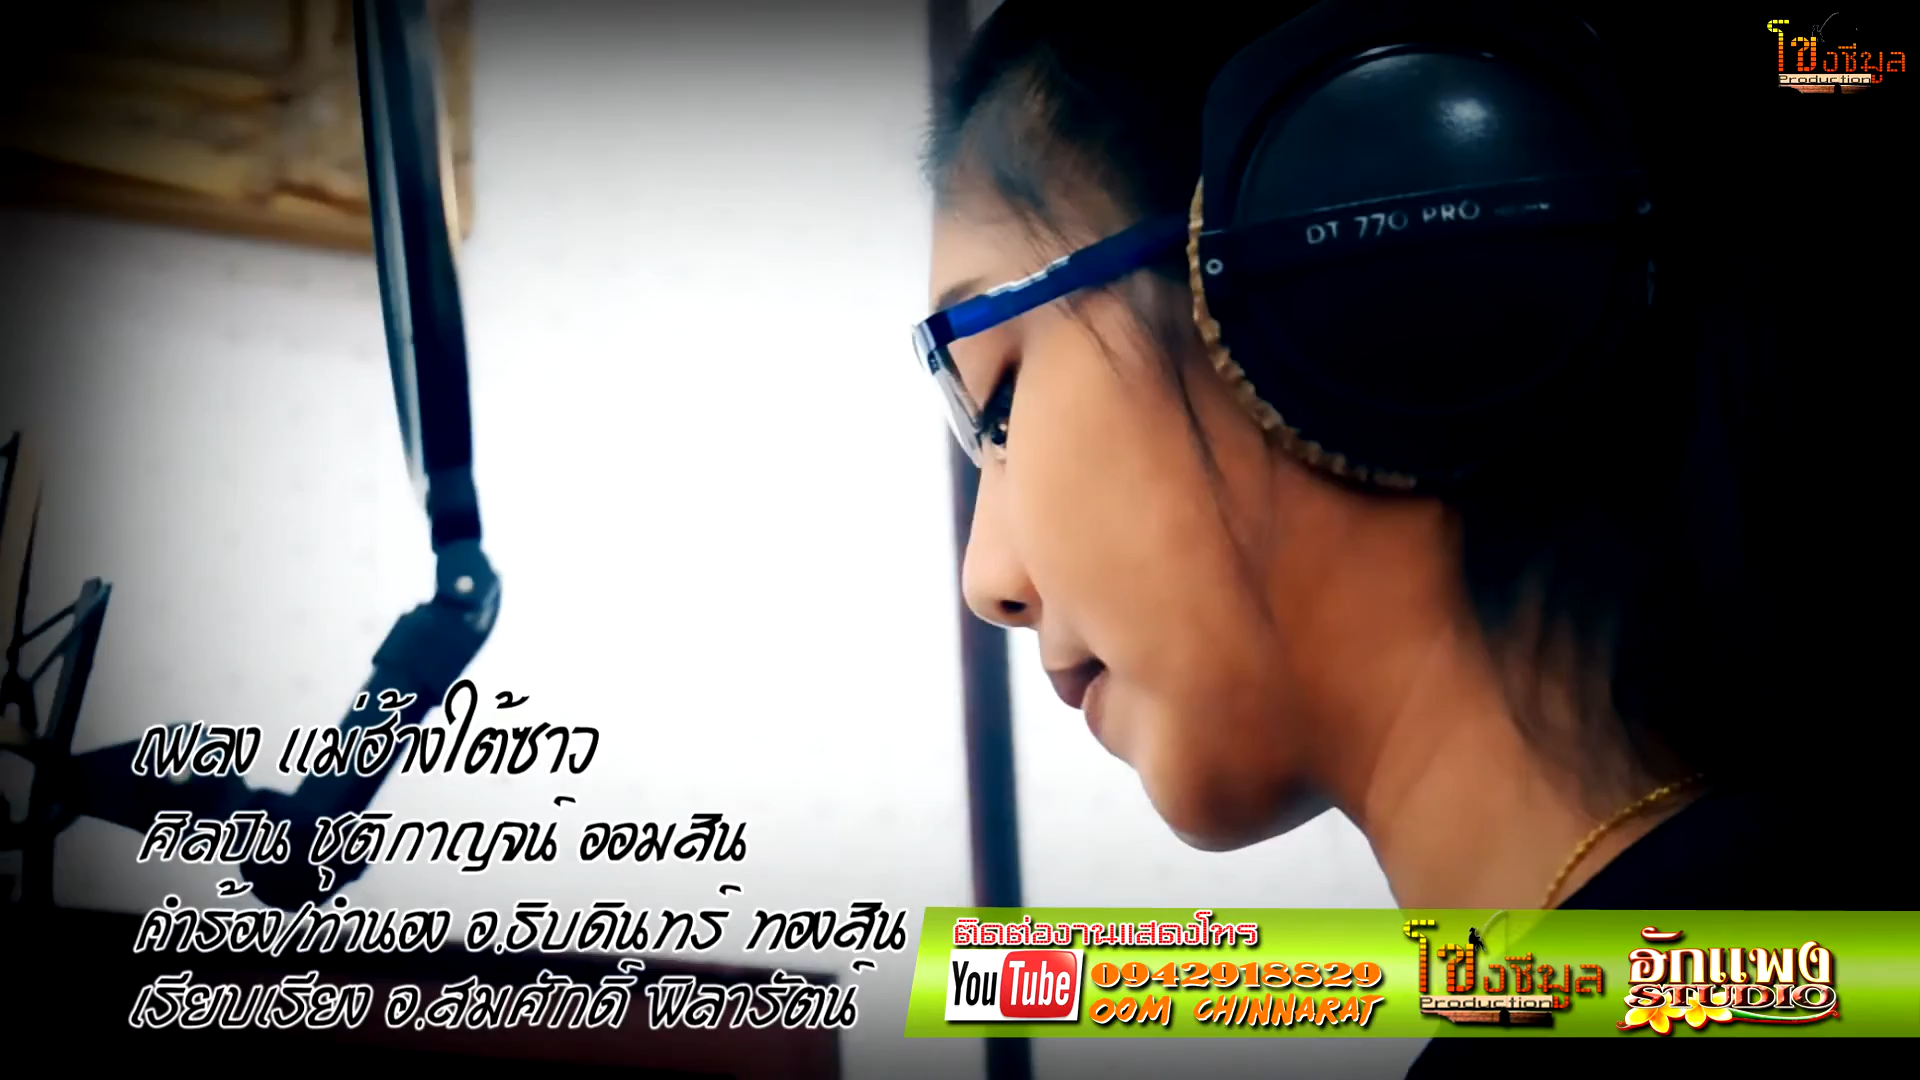 โขงชีมูล
Production
DT 770 PRO
เพลง แม่ฮ้างใต้ซาว
ศิลปิน ชุติกาญจน์ ออมสิน
คำร้อง/ทำนอง อ.ธิบดินทร์ ทองสิน
เรียบเรียง อ.สมศักดิ์ พิลารัตน์
ติดต่องานแสดงโทร
YouTube
0942918829
OOM CHINNARAT
โขงชีมูล
Production
ฮักแพง
STUDIO